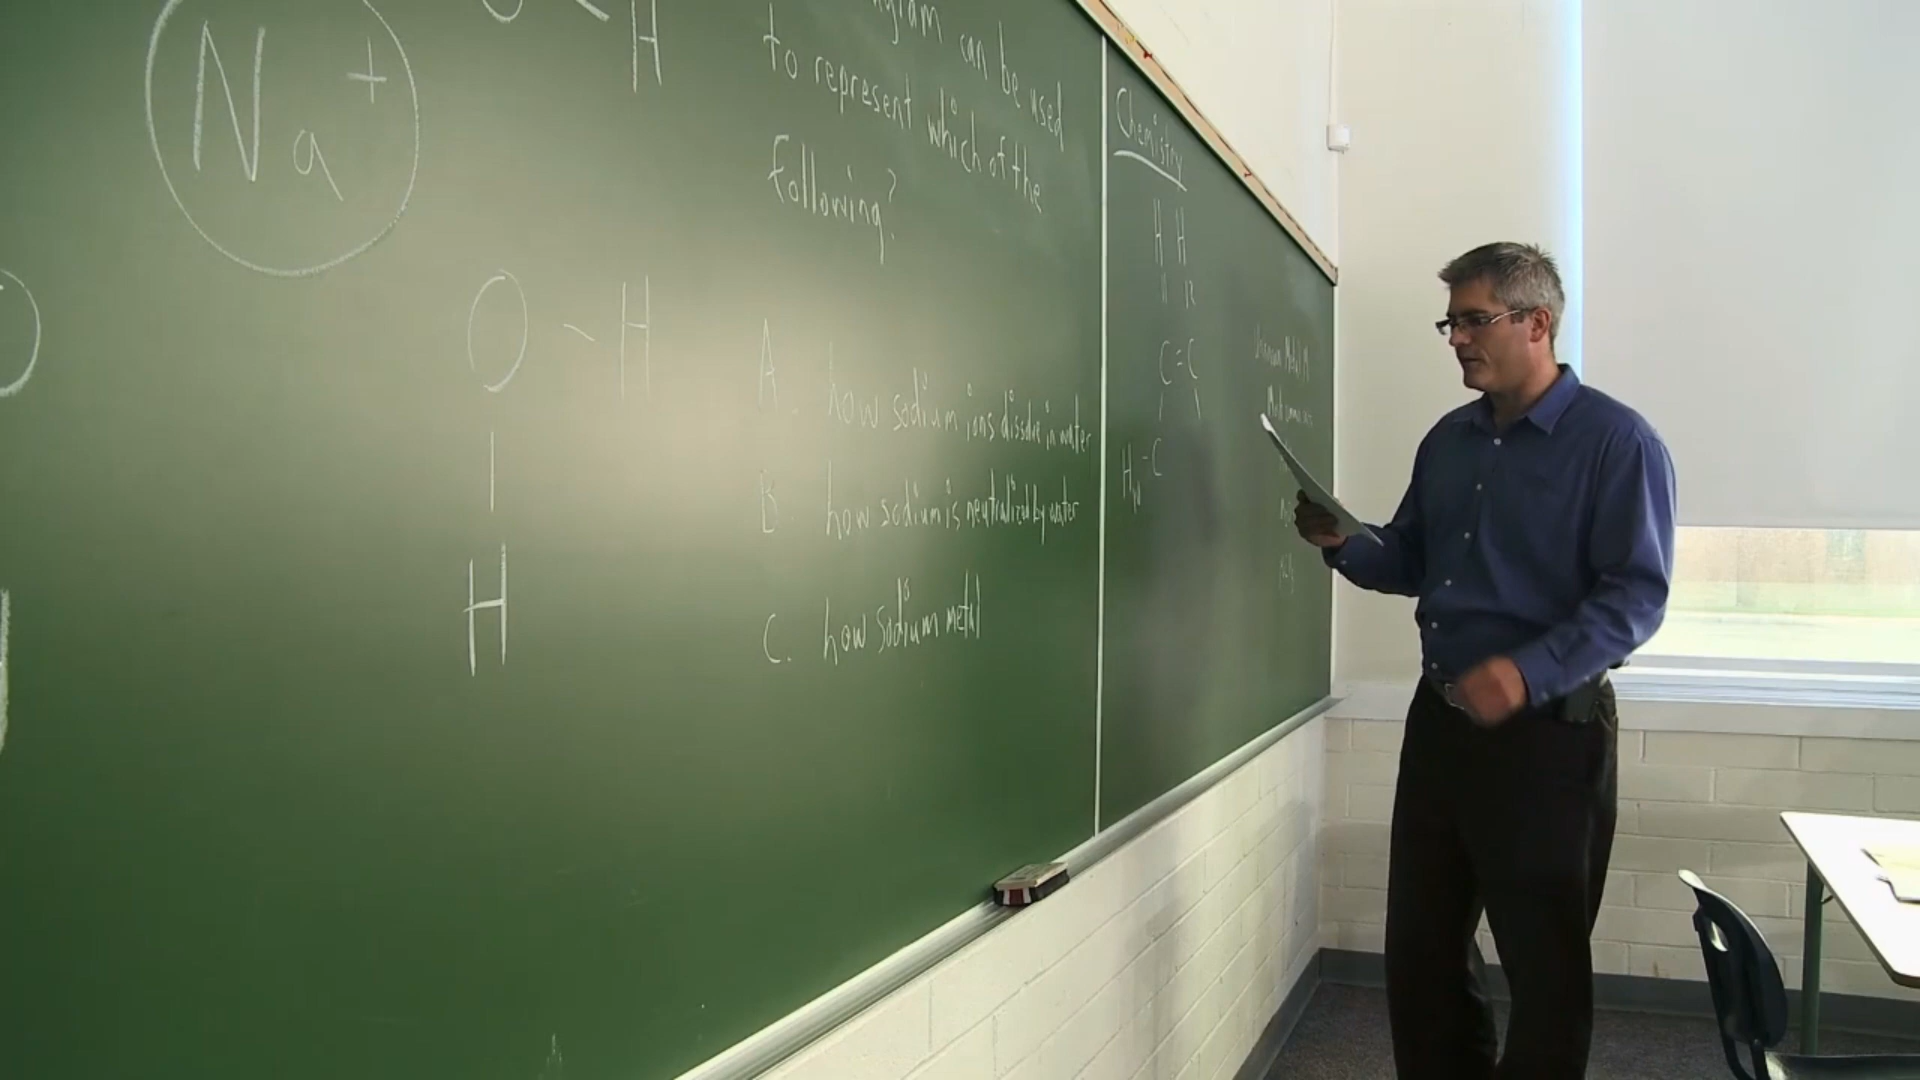 Na+
O
H
O - H
|
H
can be used
to represent which of the
following?
A. how sodium ions dissolve in water
B. how sodium is neutralized by water
C. how sodium metal
Chemistry
H H
C = C
H - C
Metal M